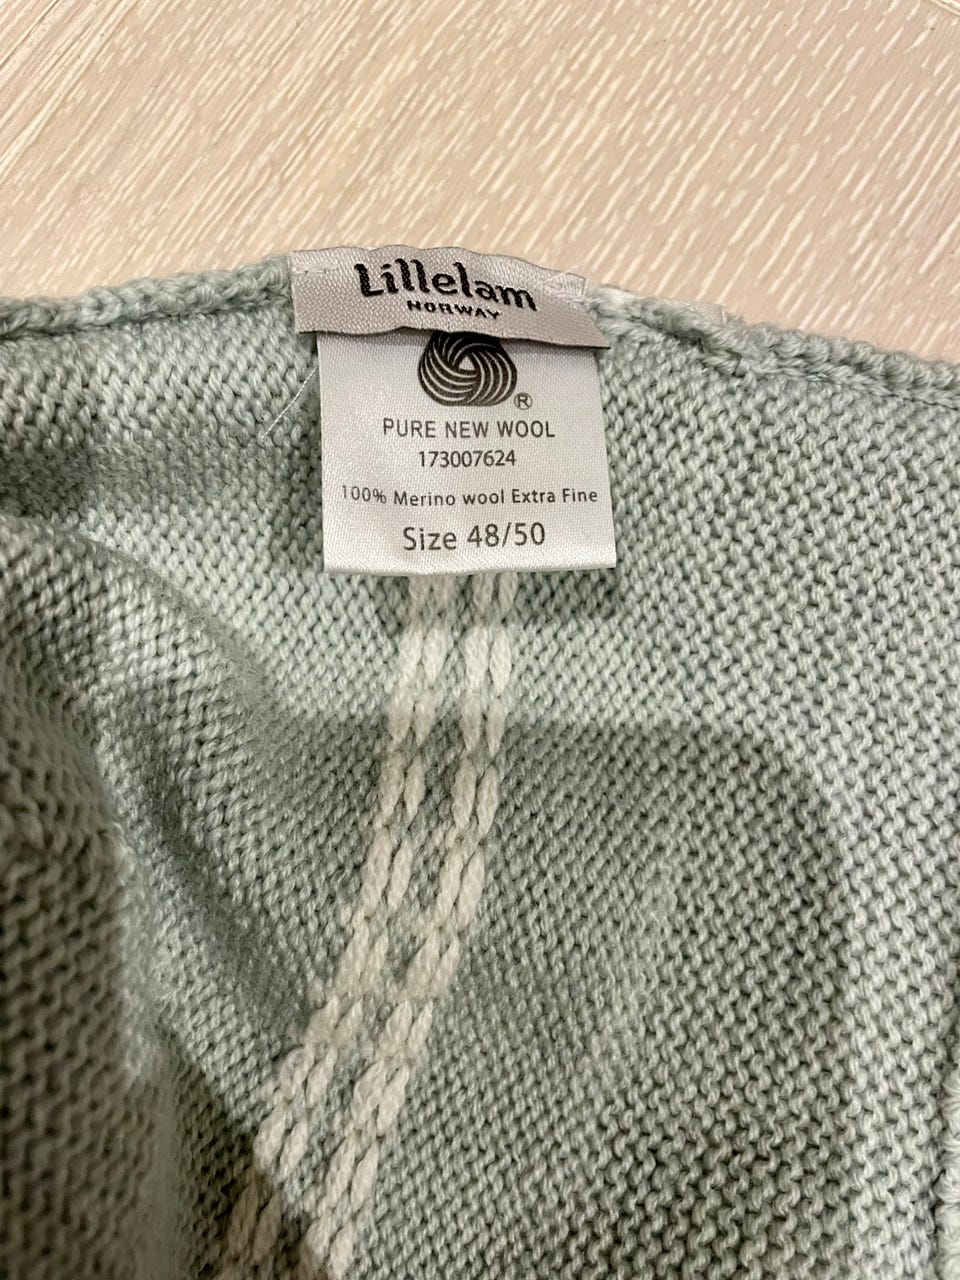 Lillelam
NORWAY
®
PURE NEW WOOL
173007624
100% Merino wool Extra Fine
Size 48/50